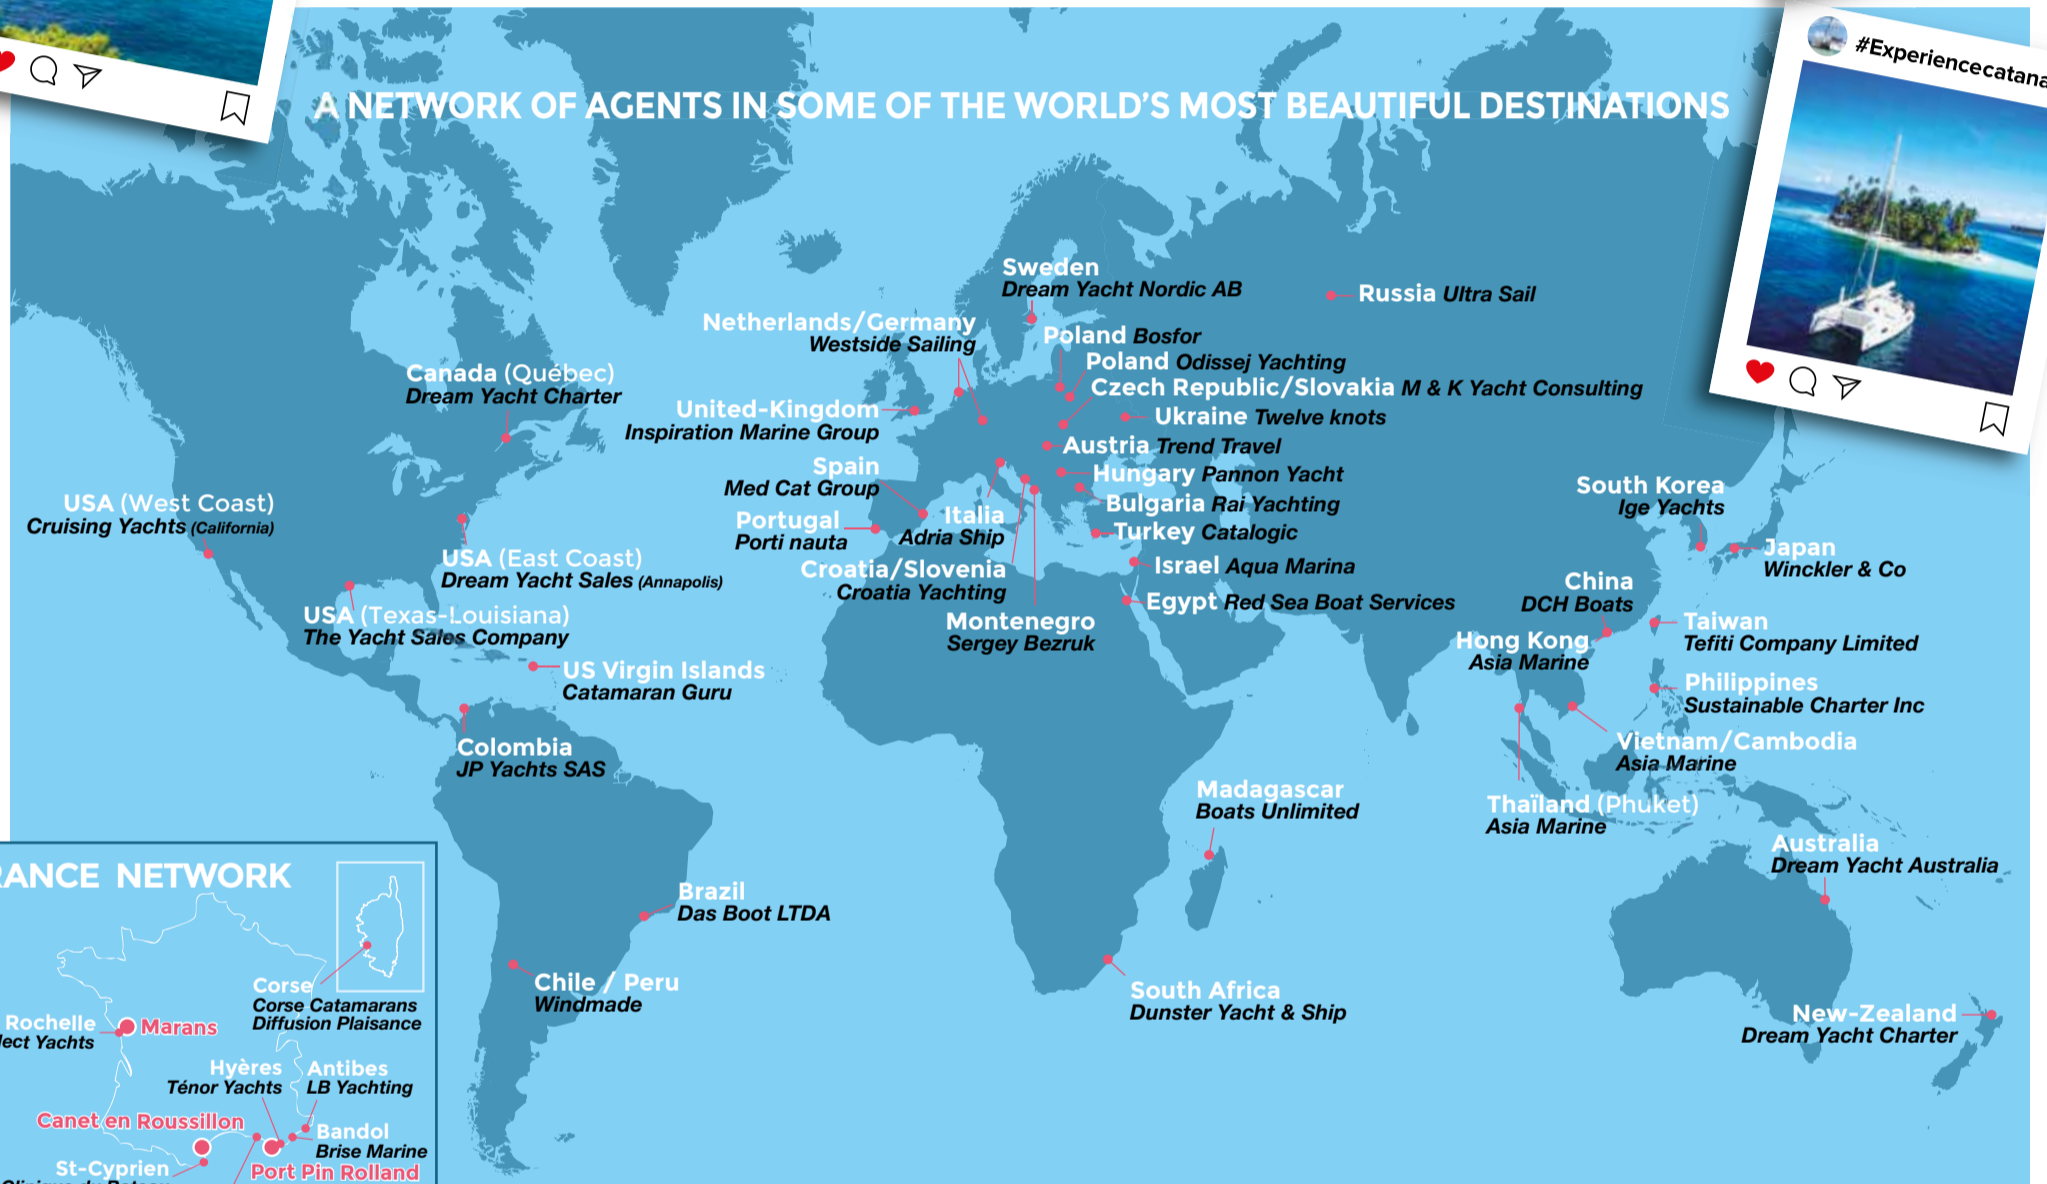 #Experiencecatana
A NETWORK OF AGENTS IN SOME OF THE WORLD'S MOST BEAUTIFUL DESTINATIONS
Sweden
Dream Yacht Nordic AB
Russia Ultra Sail
Netherlands/Germany
Westside Sailing
Poland Bosfor
Poland Odissej Yachting
Czech Republic/Slovakia M & K Yacht Consulting
Canada (Québec)
Dream Yacht Charter
United-Kingdom
Inspiration Marine Group
Ukraine Twelve knots
Austria Trend Travel
Spain
Med Cat Group
Hungary Pannon Yacht
Bulgaria Rai Yachting
USA (West Coast)
Cruising Yachts (California)
Portugal
Porti nauta
Italia
Adria Ship
Turkey Catalogic
South Korea
Ige Yachts
Japan
Winckler & Co
USA (East Coast)
Dream Yacht Sales (Annapolis)
Croatia/Slovenia
Croatia Yachting
Israel Aqua Marina
Egypt Red Sea Boat Services
China
DCH Boats
USA (Texas-Louisiana)
The Yacht Sales Company
Montenegro
Sergey Bezruk
Taiwan
Tefiti Company Limited
Hong Kong
Asia Marine
US Virgin Islands
Catamaran Guru
Philippines
Sustainable Charter Inc
Colombia
JP Yachts SAS
Vietnam/Cambodia
Asia Marine
Madagascar
Boats Unlimited
Thaïland (Phuket)
Asia Marine
Australia
Dream Yacht Australia
Brazil
Das Boot LTDA
Chile / Peru
Windmade
South Africa
Dunster Yacht & Ship
New-Zealand
Dream Yacht Charter
RANCE NETWORK
Corse
Corse Catamarans
Diffusion Plaisance
Rochelle
lect Yachts
Marans
Hyères
Ténor Yachts
Antibes
LB Yachting
Canet en Roussillon
Bandol
Brise Marine
St-Cyprien
Port Pin Rolland